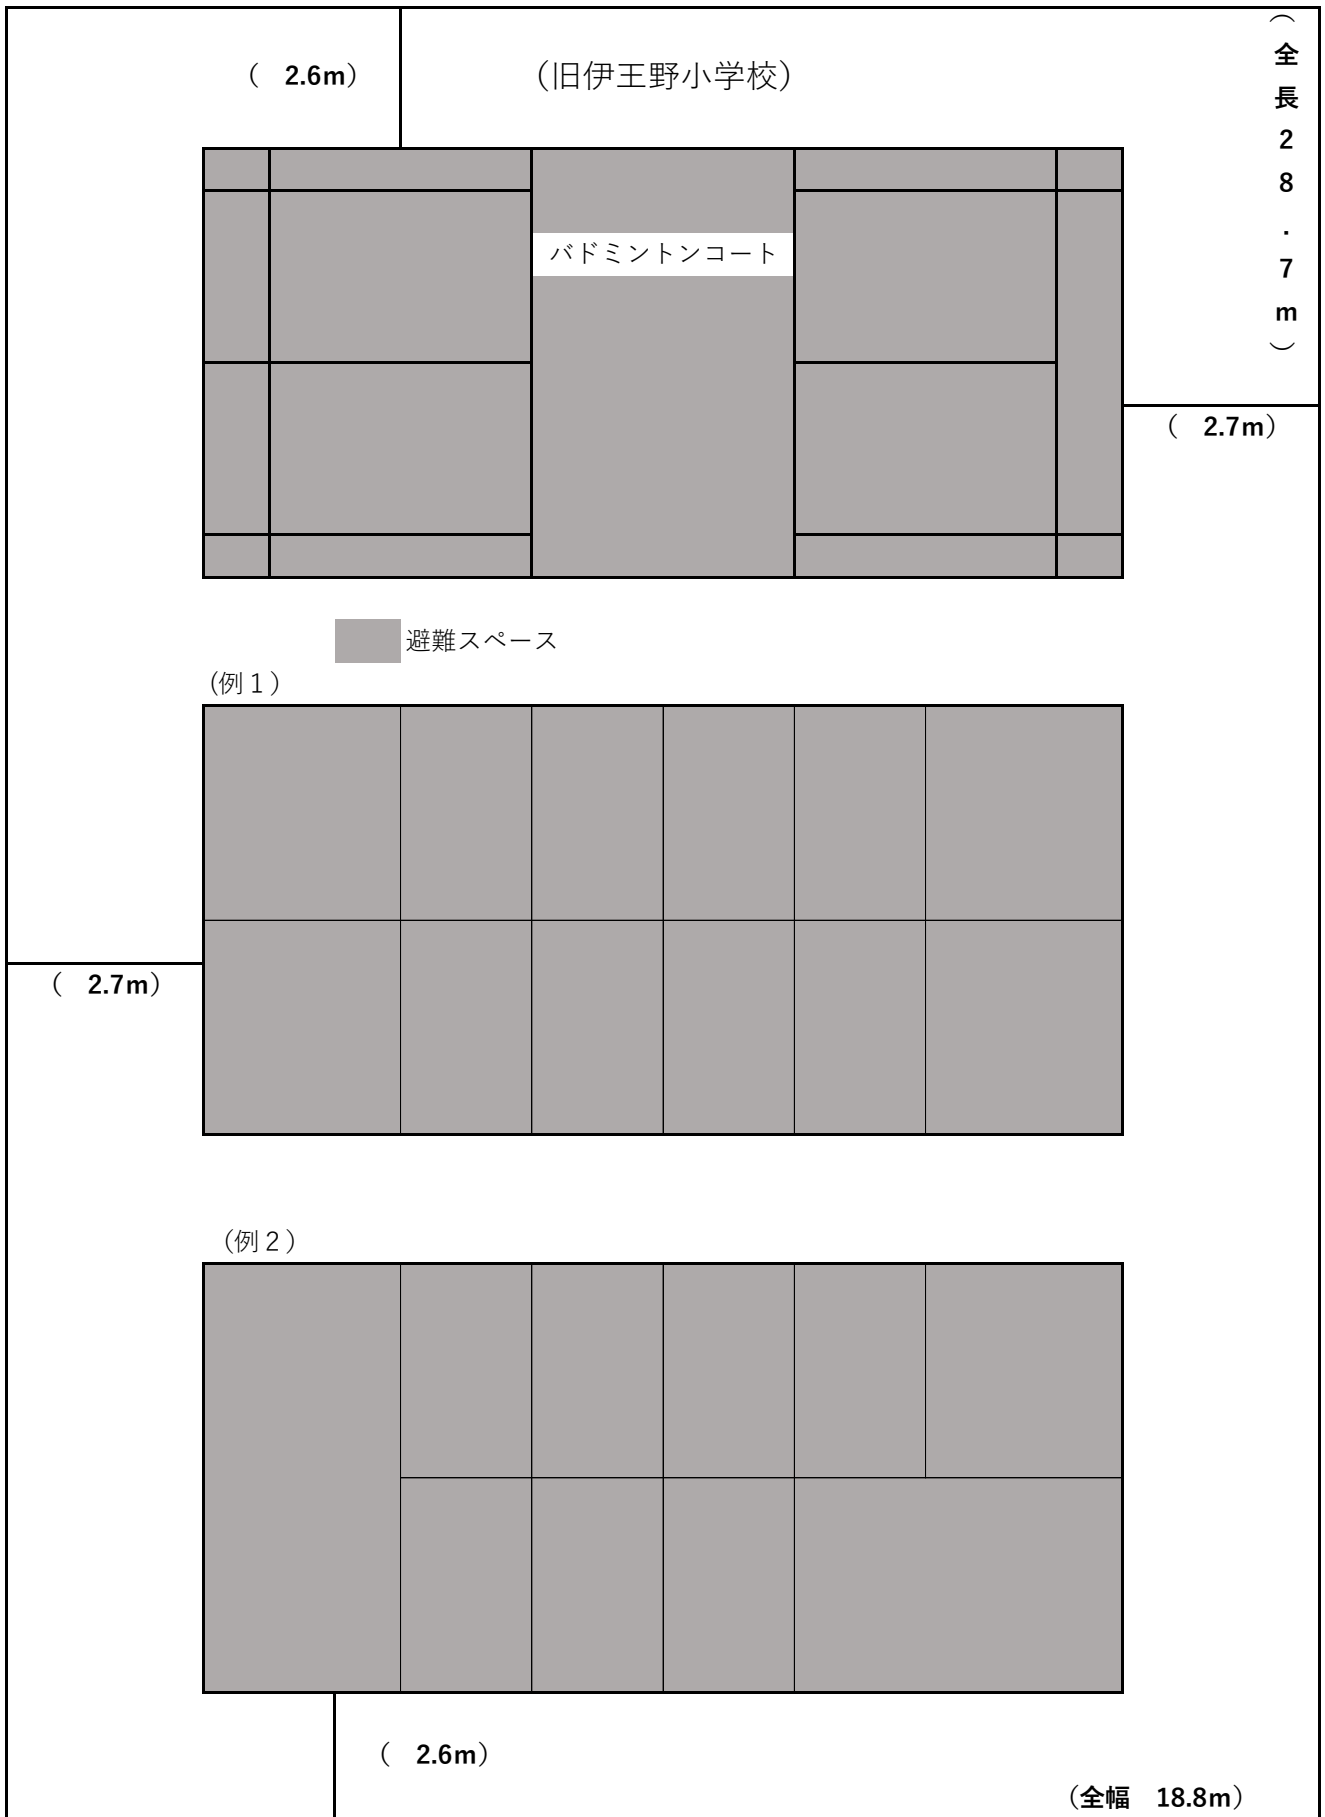 ( 2.6m)
(旧伊王野小学校)
(全長28.7m)
バドミントンコート
( 2.7m)
避難スペース
(例１)
( 2.7m)
(例２)
( 2.6m)
(全幅 18.8m)